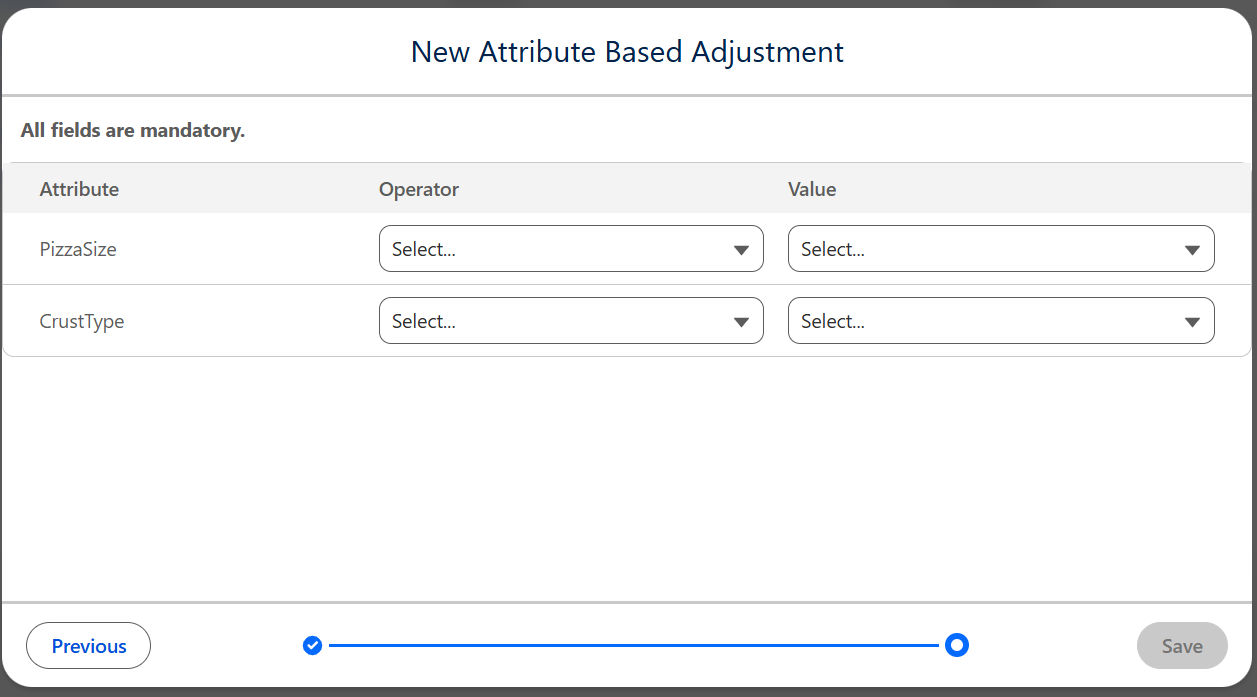 New Attribute Based Adjustment
All fields are mandatory.
Attribute Operator Value
PizzaSize Select... Select...
CrustType Select... Select...
Previous Save